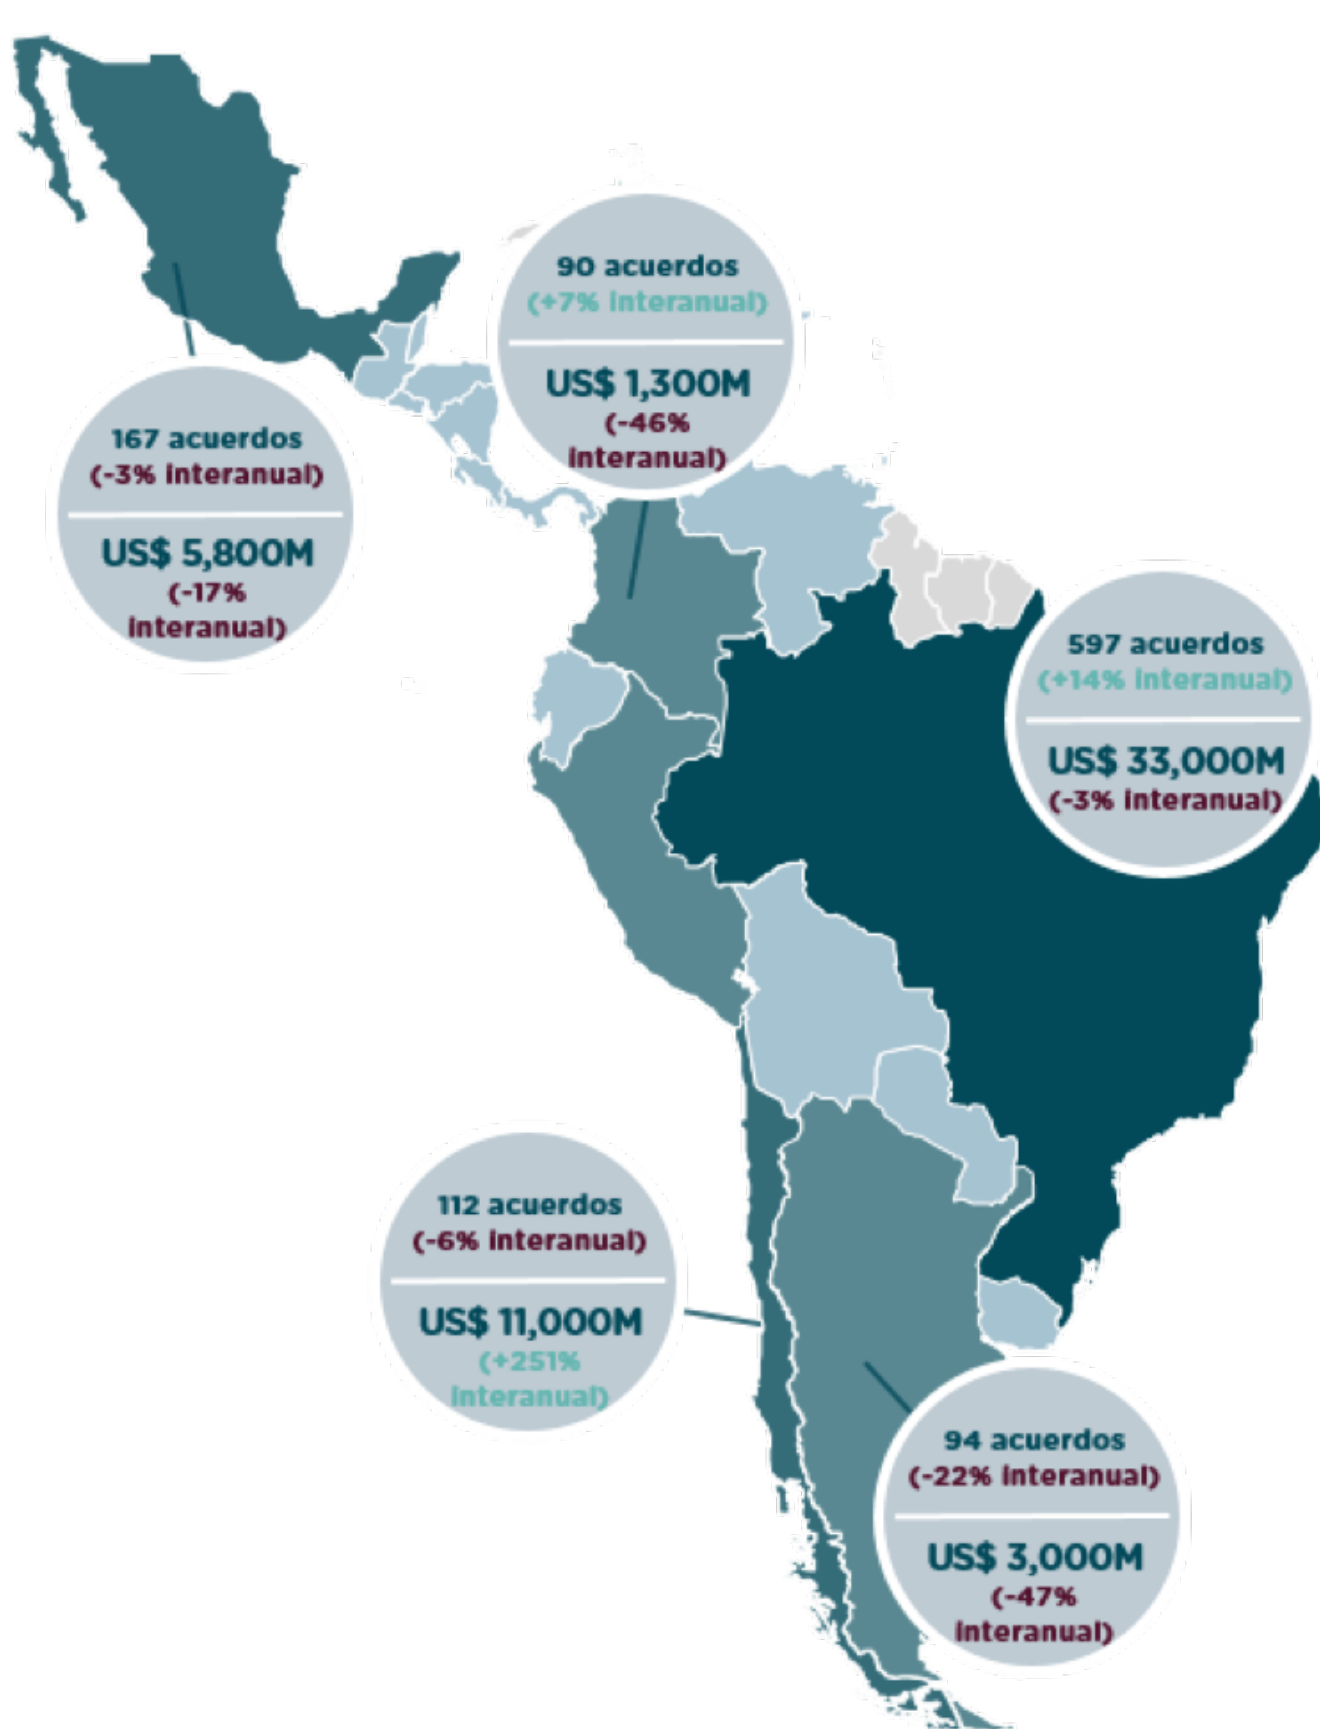 90 acuerdos
(+7% interanual)
US$ 1,300M
(-46%
interanual)
167 acuerdos
(-3% interanual)
US$ 5,800M
(-17%
interanual)
597 acuerdos
(+14% interanual)
US$ 33,000M
(-3% interanual)
112 acuerdos
(-6% interanual)
US$ 11,000M
(+251%
interanual)
94 acuerdos
(-22% interanual)
US$ 3,000M
(-47%
interanual)